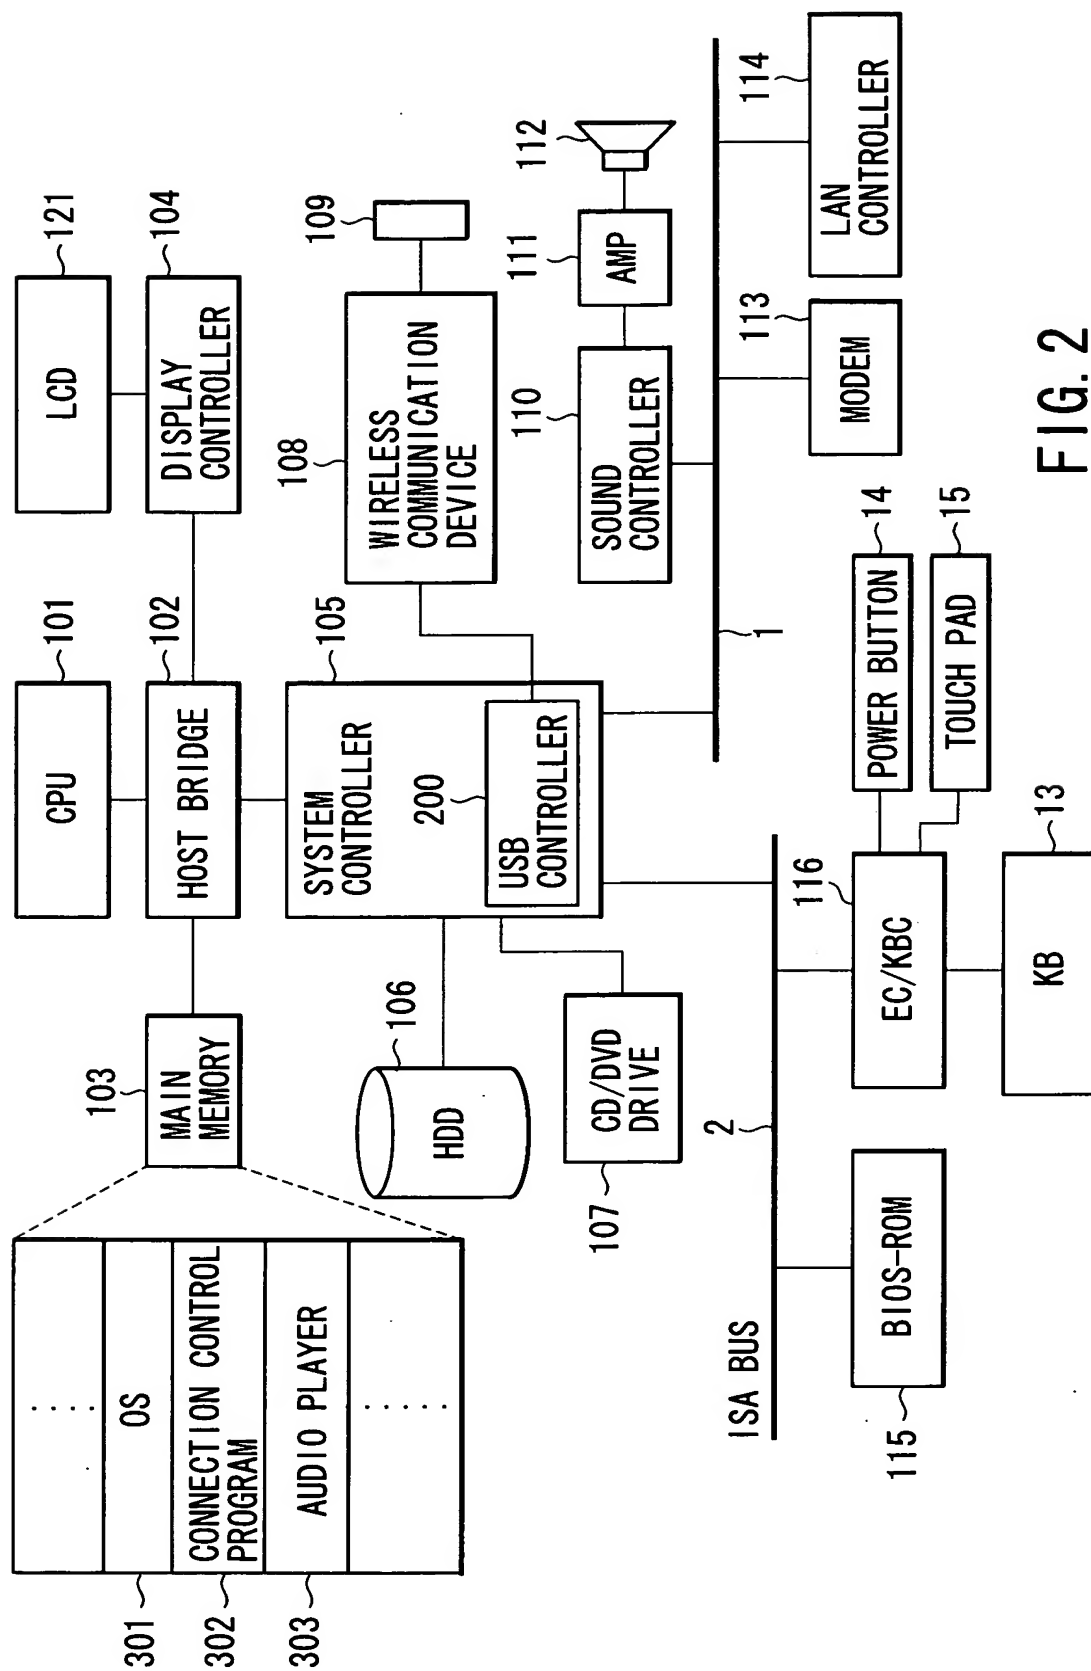 CPU
101
LCD
121
103
MAIN
MEMORY
HOST BRIDGE
102
DISPLAY
CONTROLLER
104
301
OS
302
CONNECTION CONTROL
PROGRAM
303
AUDIO PLAYER
SYSTEM
CONTROLLER
105
200
USB
CONTROLLER
106
HDD
107
CD/DVD
DRIVE
108
WIRELESS
COMMUNICATION
DEVICE
109
110
SOUND
CONTROLLER
111
AMP
112
1
ISA BUS
2
113
MODEM
114
LAN
CONTROLLER
115
BIOS-ROM
116
EC/KBC
POWER BUTTON
14
TOUCH PAD
15
KB
13
FIG. 2